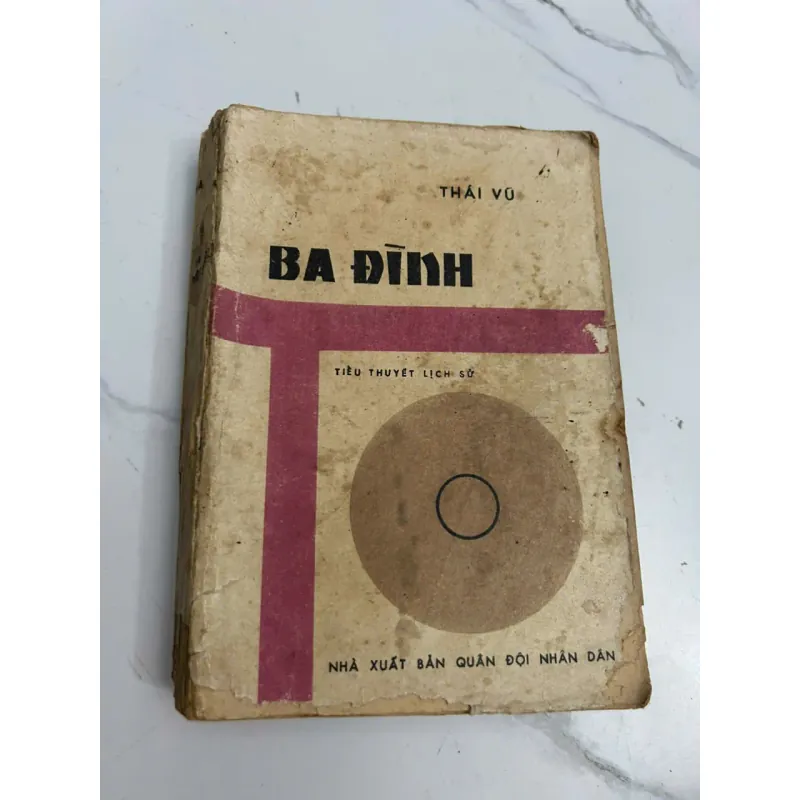 THÁI VŨ
BA ĐÌNH
TIỂU THUYẾT LỊCH SỬ
NHÀ XUẤT BẢN QUÂN ĐỘI NHÂN DÂN